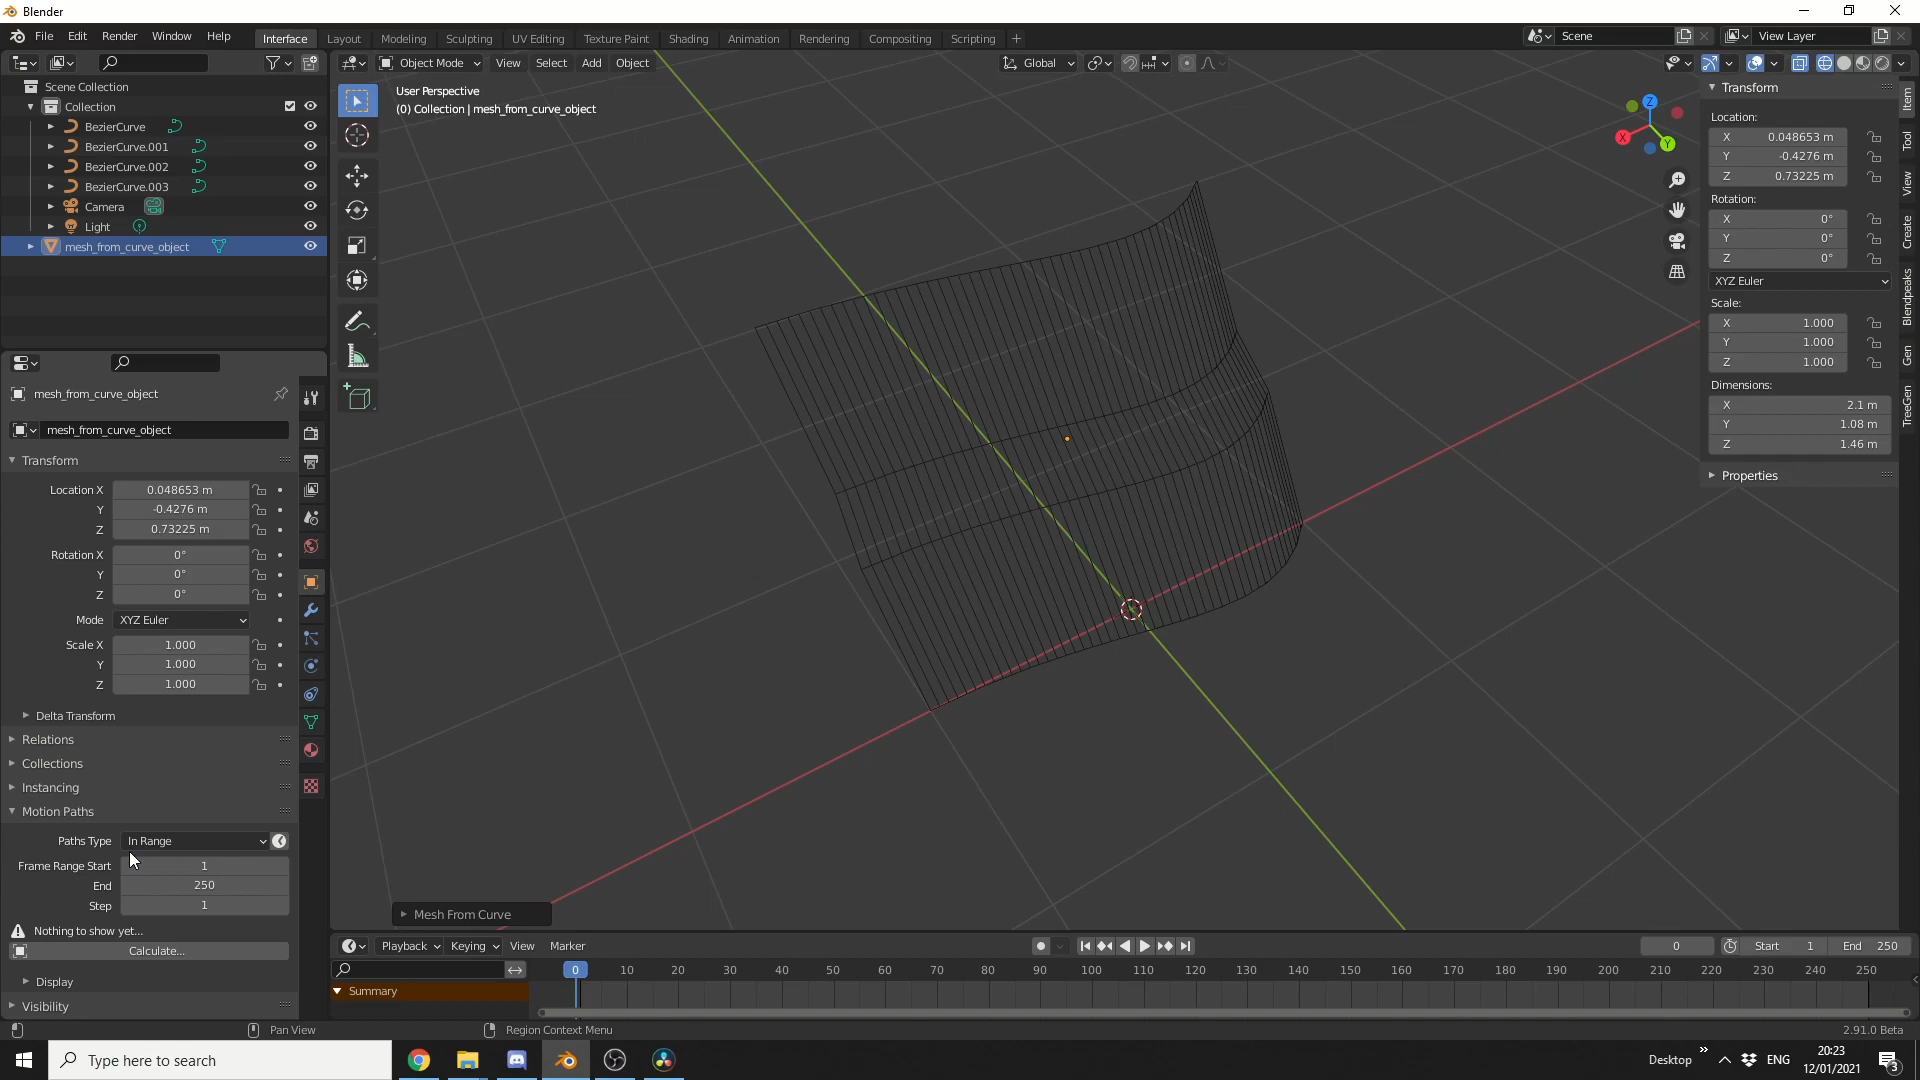 Blender
File Edit Render Window Help
Interface Layout Modeling Sculpting UV Editing Texture Paint Shading Animation Rendering Compositing Scripting +
Scene
View Layer
Object Mode View Select Add Object
Global
Scene Collection
Collection
BezierCurve
BezierCurve.001
BezierCurve.002
BezierCurve.003
Camera
Light
mesh_from_curve_object
User Perspective
(0) Collection | mesh_from_curve_object
Z
X
Y
Transform
Location:
X 0.048653 m
Y -0.4276 m
Z 0.73225 m
Rotation:
X 0°
Y 0°
Z 0°
XYZ Euler
Scale:
X 1.000
Y 1.000
Z 1.000
Dimensions:
X 2.1 m
Y 1.08 m
Z 1.46 m
Properties
Item
Tool
View
Create
Blendpeaks
Gen
TreeGen
mesh_from_curve_object
mesh_from_curve_object
Transform
Location X 0.048653 m
Y -0.4276 m
Z 0.73225 m
Rotation X 0°
Y 0°
Z 0°
Mode XYZ Euler
Scale X 1.000
Y 1.000
Z 1.000
Delta Transform
Relations
Collections
Instancing
Motion Paths
Paths Type In Range
Frame Range Start 1
End 250
Step 1
Nothing to show yet...
Calculate...
Display
Visibility
Mesh From Curve
Playback Keying View Marker
0 Start 1 End 250
0 10 20 30 40 50 60 70 80 90 100 110 120 130 140 150 160 170 180 190 200 210 220 230 240 250
Summary
Pan View
Region Context Menu
2.91.0 Beta
Type here to search
Desktop
ENG
20:23
12/01/2021
3